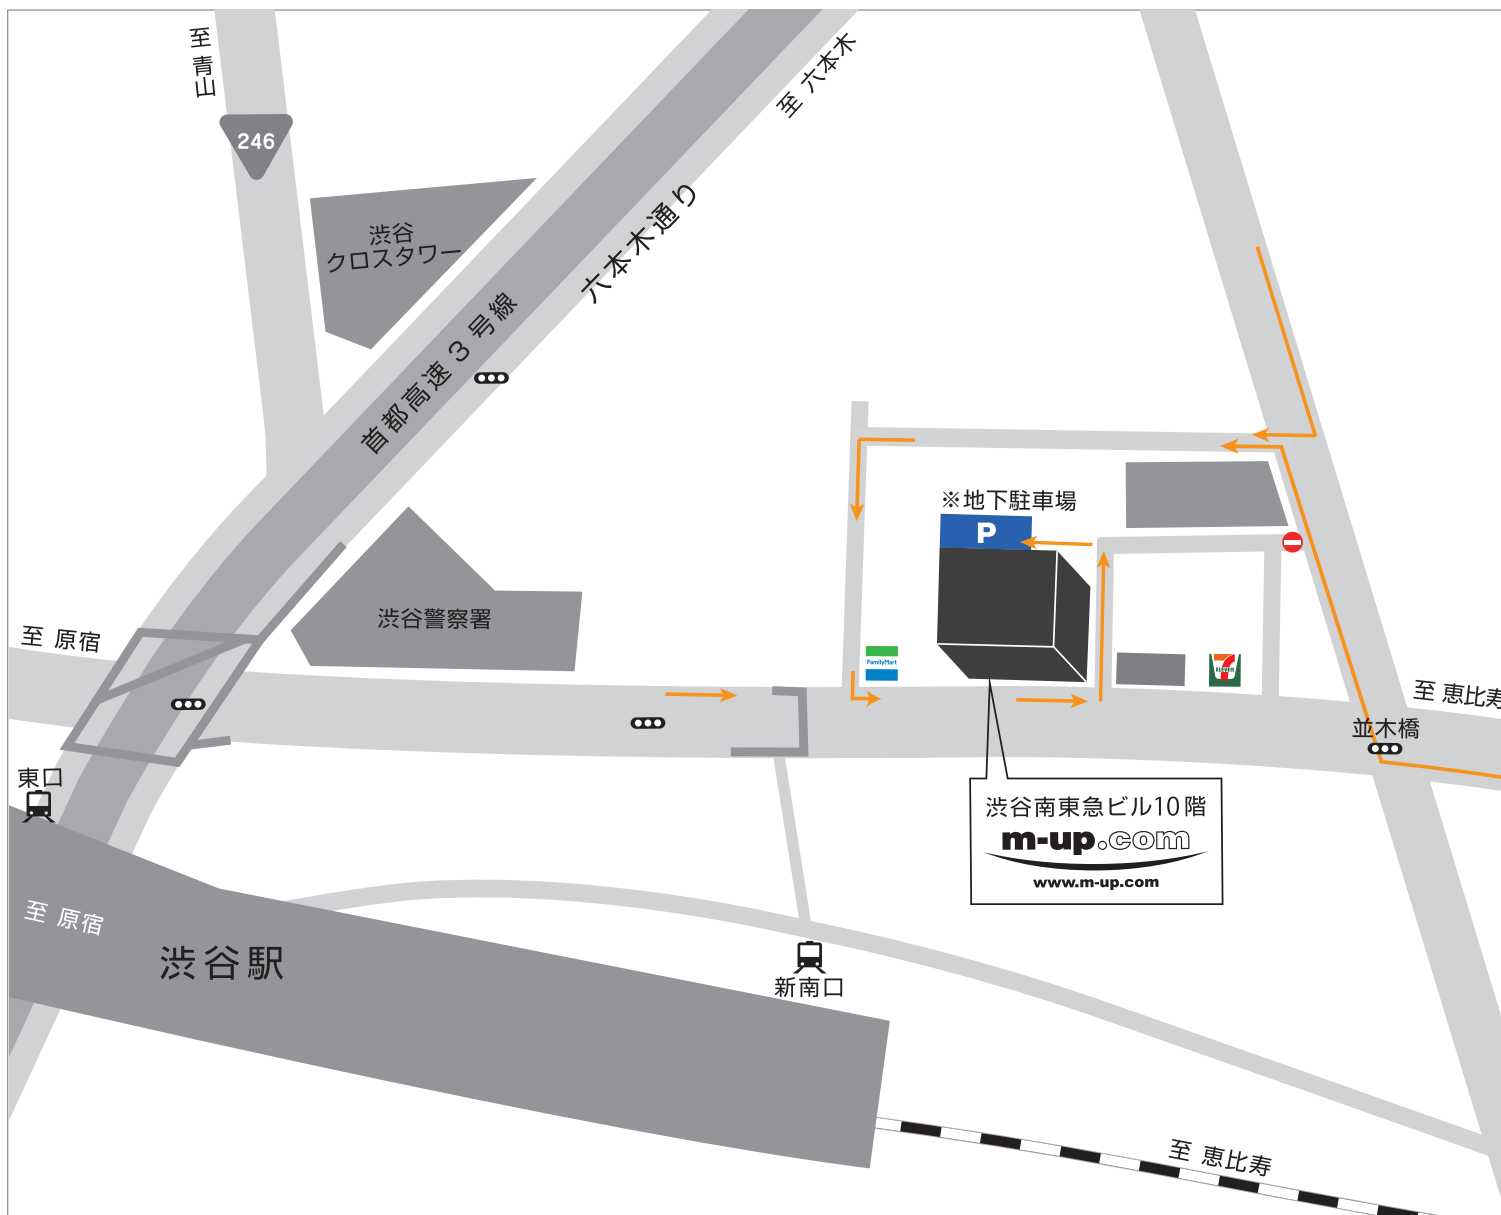 至 青山
246
至 六本木
渋谷
クロスタワー
六本木通り
首都高速3号線
※地下駐車場
P
渋谷警察署
至 原宿
FamilyMart
ELEVEN
至 恵比寿
並木橋
東口
渋谷南東急ビル10階
m-up.com
www.m-up.com
至 原宿
渋谷駅
新南口
至 恵比寿